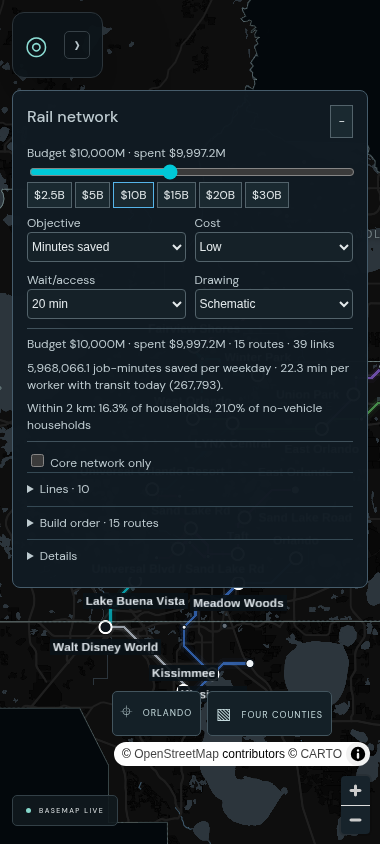 Rail network
-
Budget $10,000M · spent $9,997.2M
$2.5B $5B $10B $15B $20B $30B
Objective Cost
Minutes saved Low
Wait/access Drawing
20 min Schematic
Budget $10,000M · spent $9,997.2M · 15 routes · 39 links
5,968,066.1 job-minutes saved per weekday · 22.3 min per
worker with transit today (267,793).
Within 2 km: 16.3% of households, 21.0% of no-vehicle
households
Core network only
Lines · 10
Build order · 15 routes
Details
Lake Buena Vista Meadow Woods
Walt Disney World
Kissimmee
ORLANDO FOUR COUNTIES
© OpenStreetMap contributors © CARTO
BASEMAP LIVE
+
−